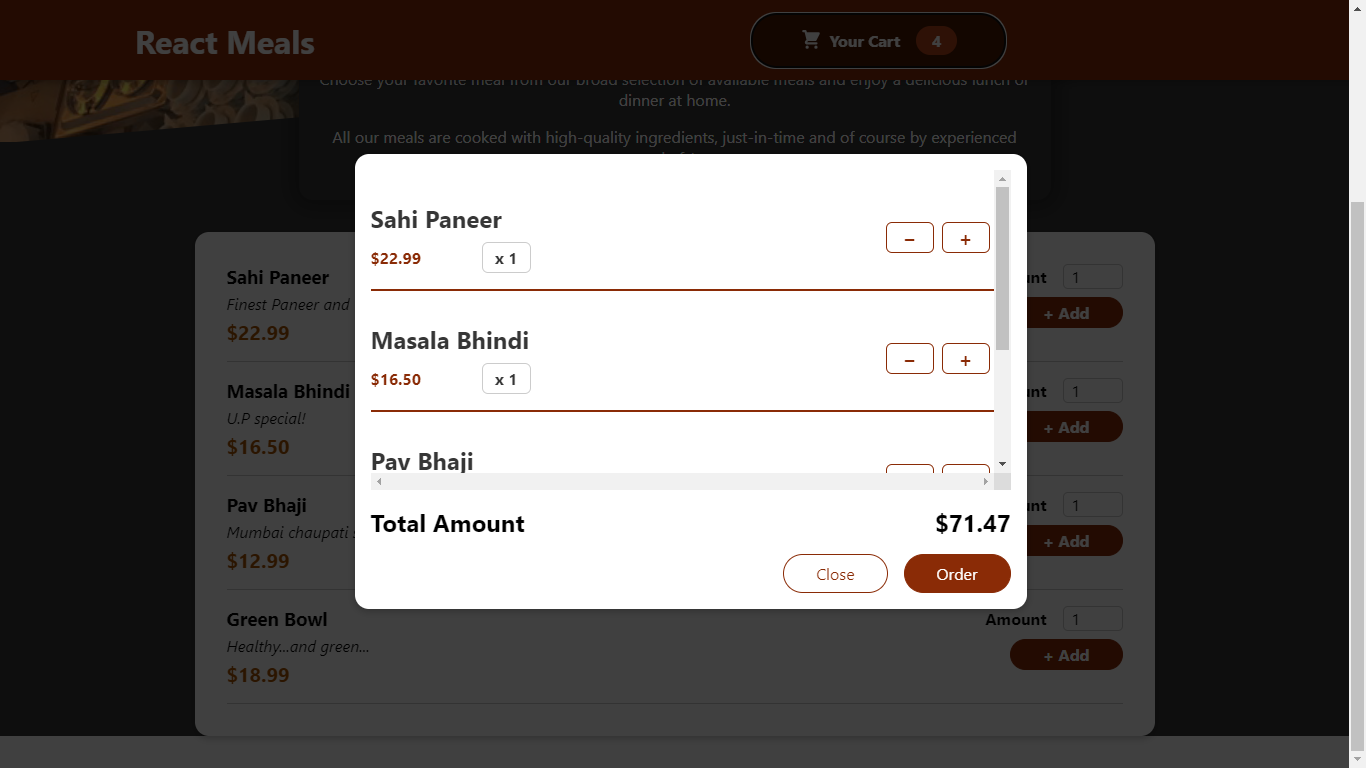 React Meals
Your Cart 4
Choose your favorite meal from our broad selection of available meals and enjoy a delicious lunch or
dinner at home.
All our meals are cooked with high-quality ingredients, just-in-time and of course by experienced
Sahi Paneer
$22.99 x 1
− +
Masala Bhindi
$16.50 x 1
− +
Pav Bhaji
Total Amount $71.47
Close Order
Sahi Paneer
Finest Paneer and
$22.99
1
+ Add
Masala Bhindi
U.P special!
$16.50
1
+ Add
Pav Bhaji
Mumbai chaupati
$12.99
1
+ Add
Green Bowl
Healthy...and green...
$18.99
Amount 1
+ Add